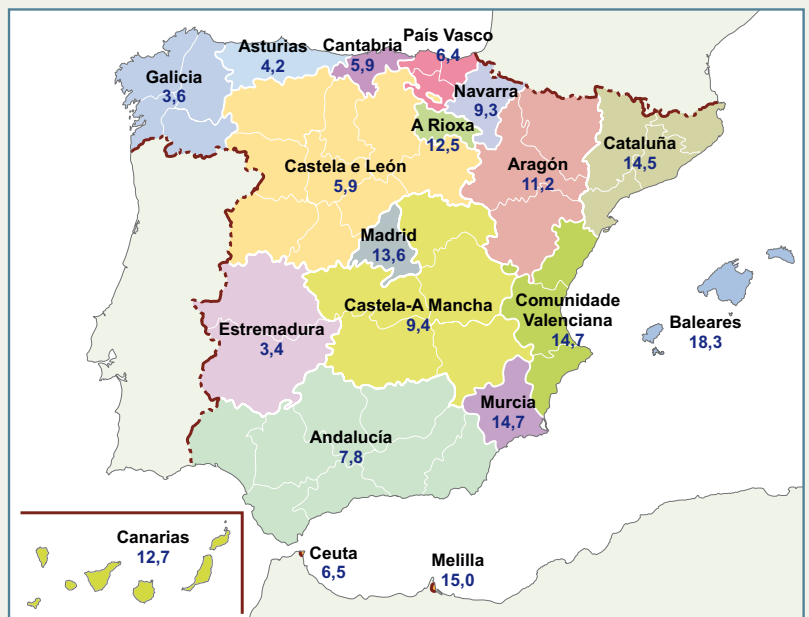 Galicia
3,6
Asturias
4,2
Cantabria
5,9
País Vasco
6,4
Navarra
9,3
A Rioxa
12,5
Castela e León
5,9
Aragón
11,2
Cataluña
14,5
Madrid
13,6
Estremadura
3,4
Castela-A Mancha
9,4
Comunidade
Valenciana
14,7
Baleares
18,3
Murcia
14,7
Andalucía
7,8
Canarias
12,7
Ceuta
6,5
Melilla
15,0